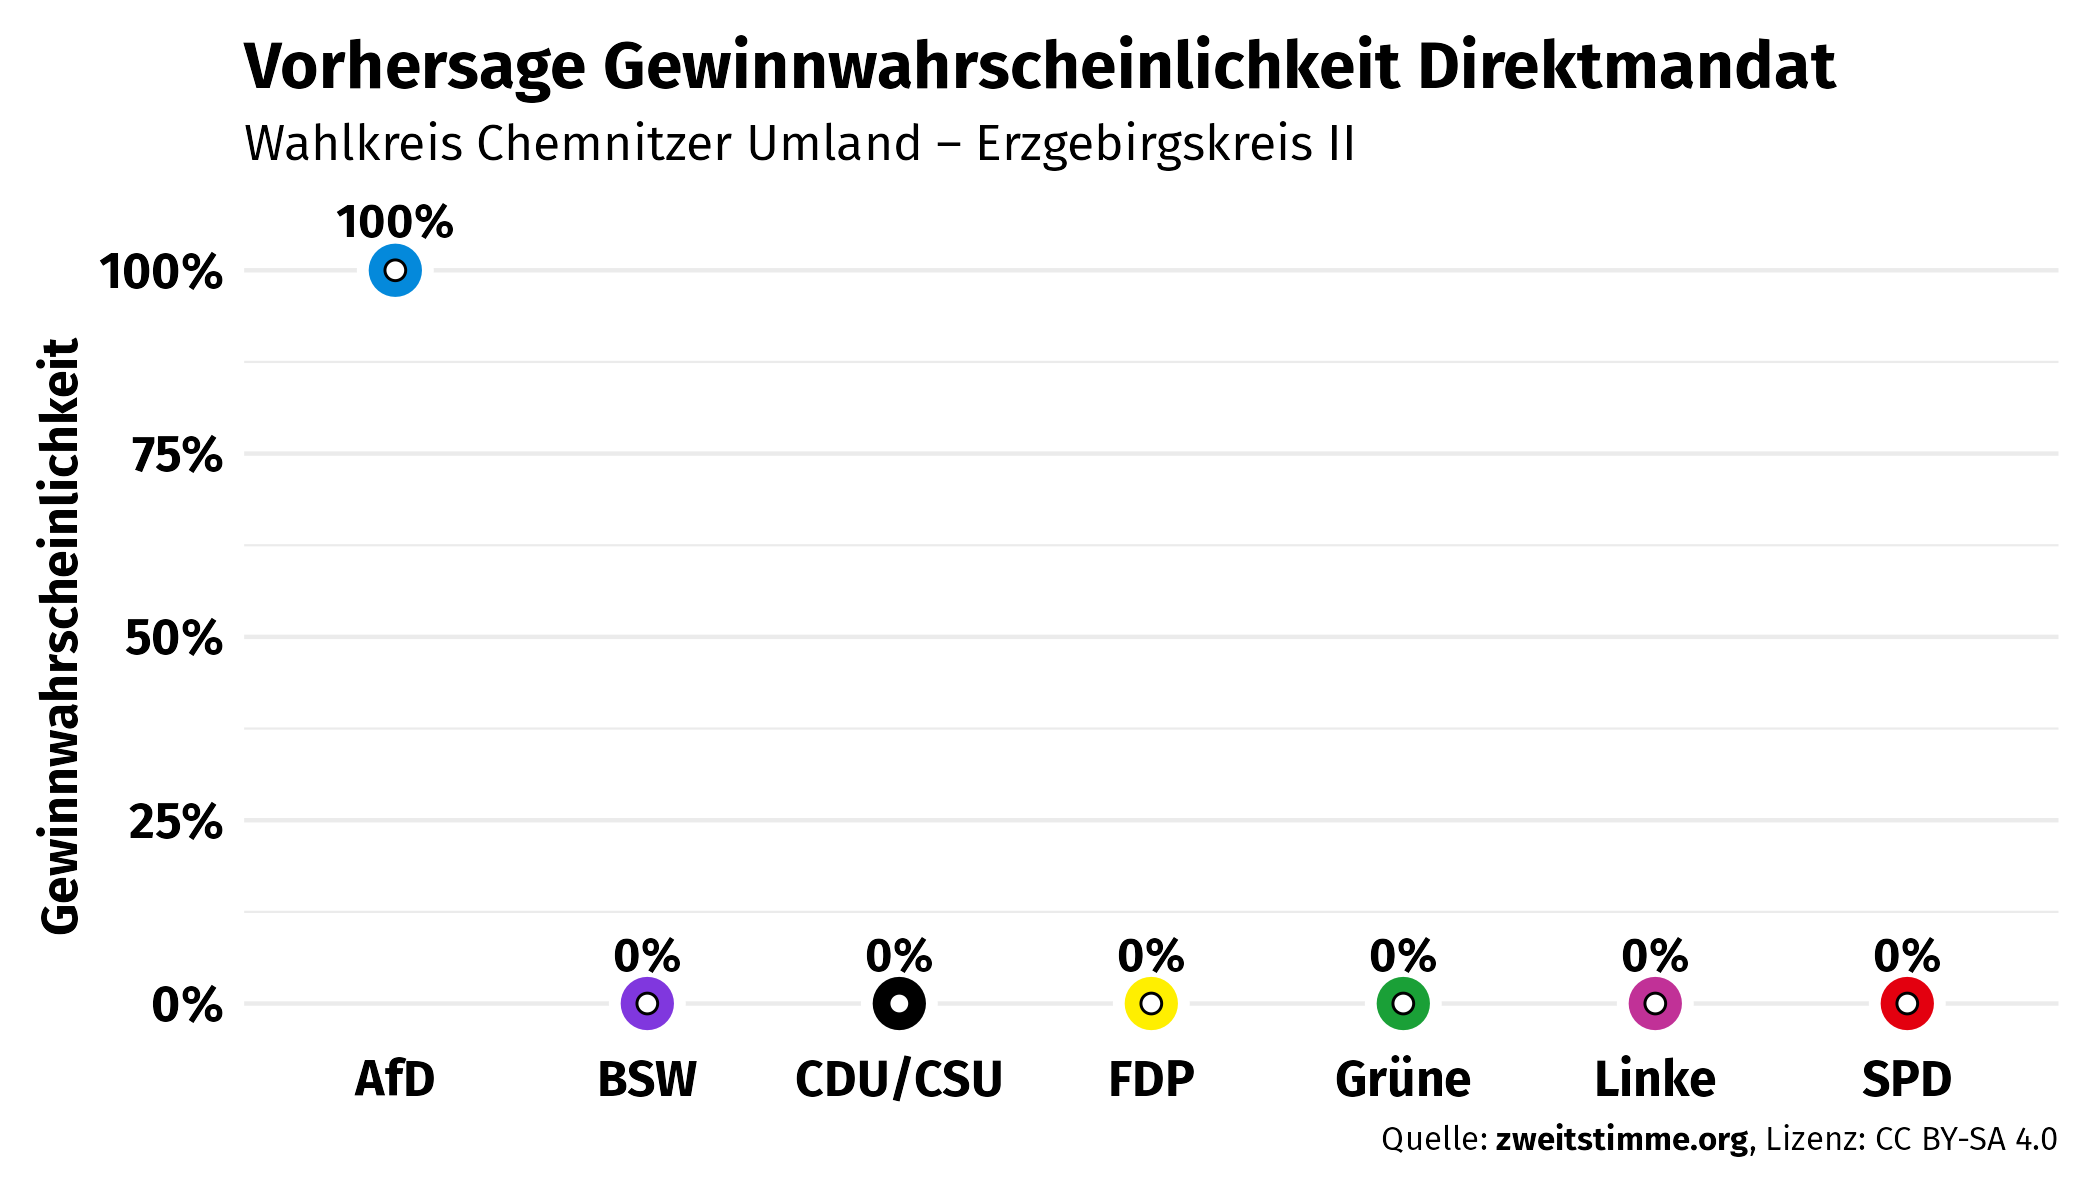 Vorhersage Gewinnwahrscheinlichkeit Direktmandat
Wahlkreis Chemnitzer Umland – Erzgebirgskreis II
Gewinnwahrscheinlichkeit
100%
100%
75%
50%
25%
0%
0% 0% 0% 0% 0% 0%
AfD BSW CDU/CSU FDP Grüne Linke SPD
Quelle: zweitstimme.org, Lizenz: CC BY-SA 4.0